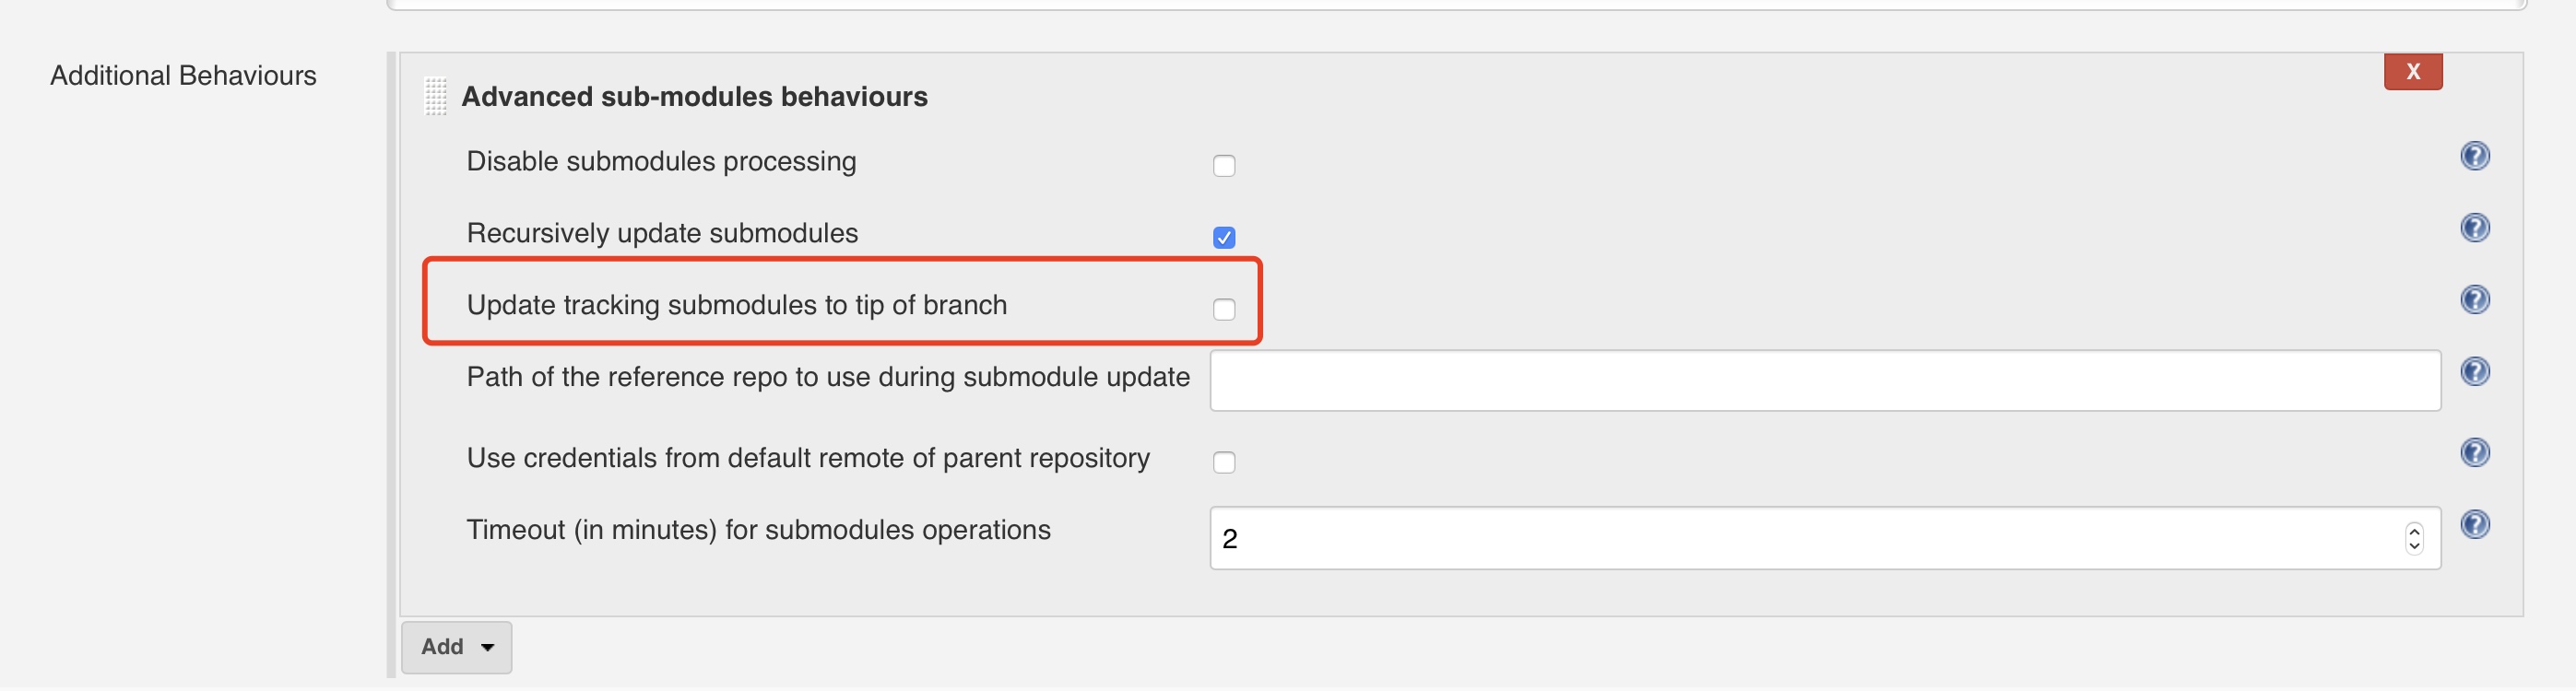 Additional Behaviours
X
Advanced sub-modules behaviours
Disable submodules processing
?
Recursively update submodules
?
Update tracking submodules to tip of branch
?
Path of the reference repo to use during submodule update
?
Use credentials from default remote of parent repository
?
Timeout (in minutes) for submodules operations
2
?
Add